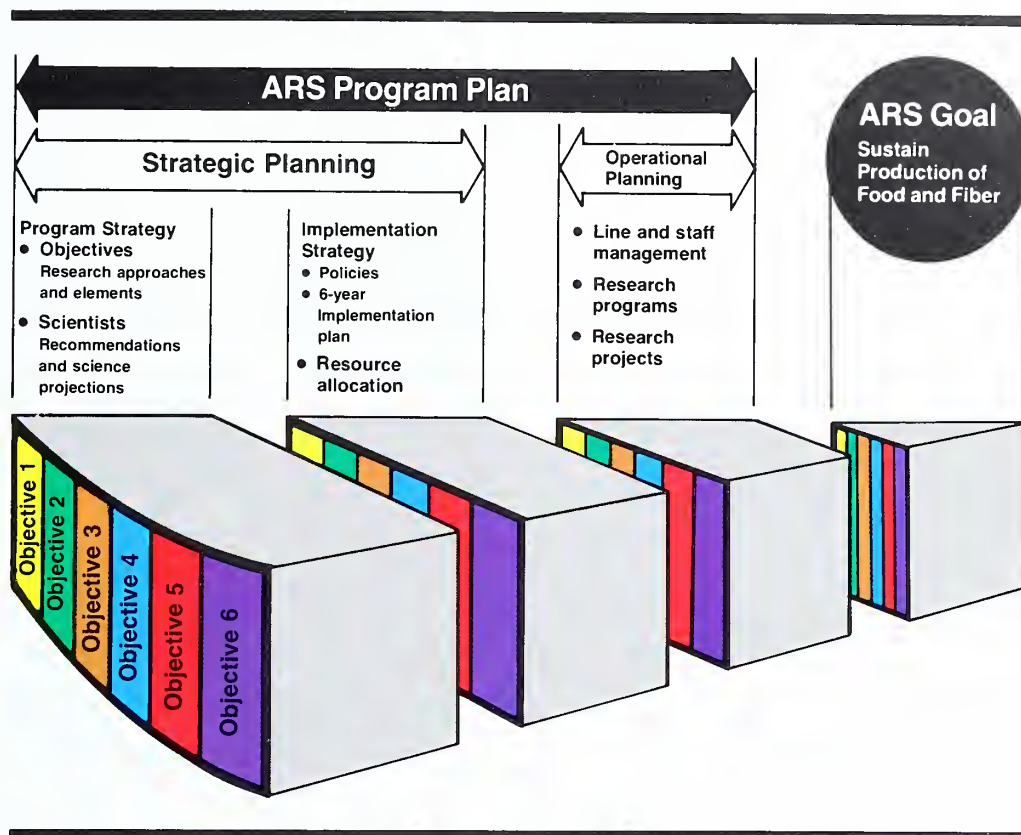 ARS Program Plan
Strategic Planning
Operational
Planning
ARS Goal
Sustain
Production of
Food and Fiber
Program Strategy
• Objectives
Research approaches
and elements
• Scientists
Recommendations
and science
projections
Implementation
Strategy
• Policies
• 6-year
Implementation
plan
• Resource
allocation
• Line and staff
management
• Research
programs
• Research
projects
Objective 1
Objective 2
Objective 3
Objective 4
Objective 5
Objective 6